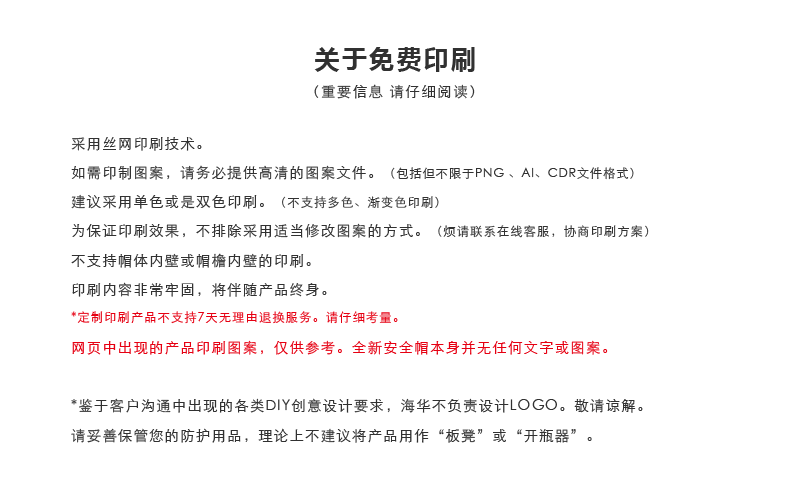 关于免费印刷
（重要信息 请仔细阅读）
采用丝网印刷技术。
如需印制图案，请务必提供高清的图案文件。（包括但不限于PNG 、AI、CDR文件格式）
建议采用单色或是双色印刷。（不支持多色、渐变色印刷）
为保证印刷效果，不排除采用适当修改图案的方式。（烦请联系在线客服，协商印刷方案）
不支持帽体内壁或帽檐内壁的印刷。
印刷内容非常牢固，将伴随产品终身。
*定制印刷产品不支持7天无理由退换服务。请仔细考量。
网页中出现的产品印刷图案，仅供参考。全新安全帽本身并无任何文字或图案。
*鉴于客户沟通中出现的各类DIY创意设计要求，海华不负责设计LOGO。敬请谅解。
请妥善保管您的防护用品，理论上不建议将产品用作“板凳”或“开瓶器”。